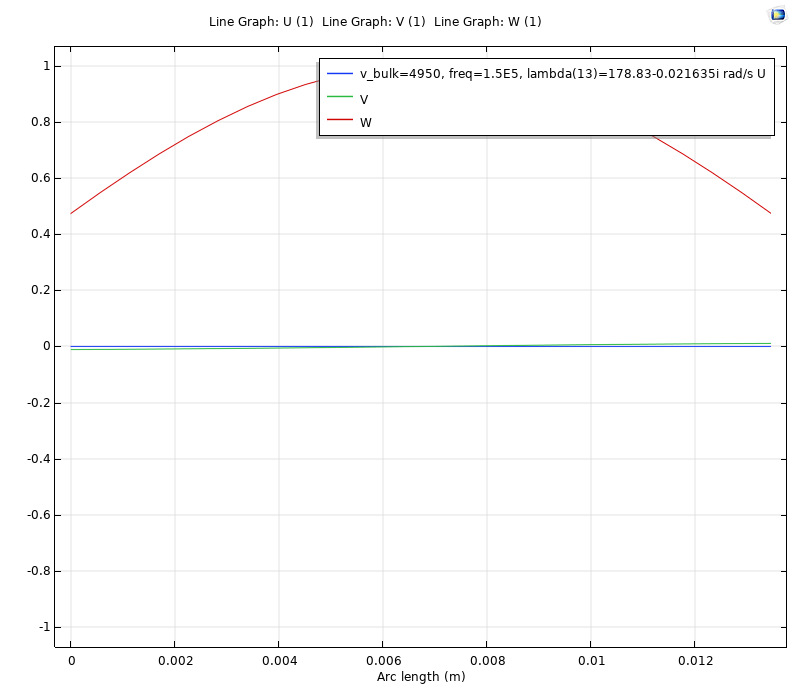 Line Graph: U (1) Line Graph: V (1) Line Graph: W (1)
v_bulk=4950, freq=1.5E5, lambda(13)=178.83-0.021635i rad/s U
V
W
1
0.8
0.6
0.4
0.2
0
-0.2
-0.4
-0.6
-0.8
-1
0 0.002 0.004 0.006 0.008 0.01 0.012
Arc length (m)